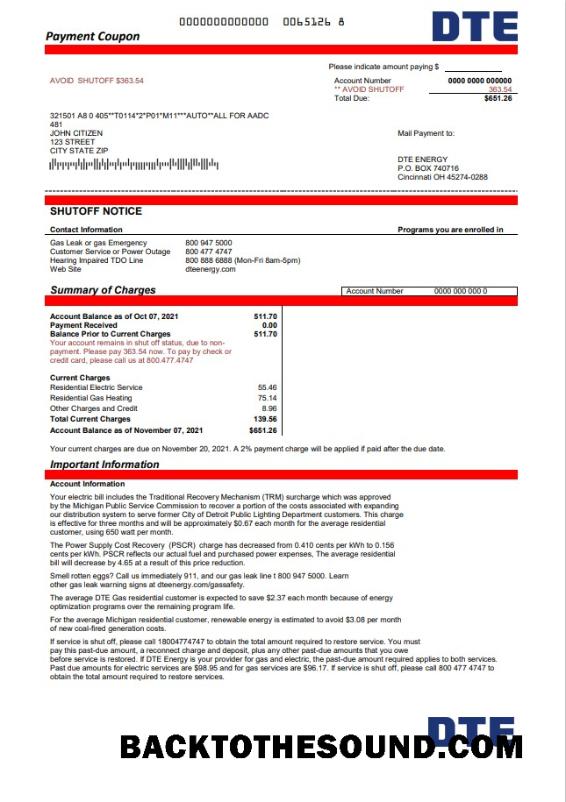 0000000000000 0065126 8
DTE
Payment Coupon
Please indicate amount paying $
AVOID SHUTOFF $363.54
Account Number 0000 0000 000000
** AVOID SHUTOFF 363.54
Total Due: $651.26
321501 A8 0 405**T0114*2*P01*M11***AUTO**ALL FOR AADC
481
JOHN CITIZEN
123 STREET
CITY STATE ZIP
Mail Payment to:
DTE ENERGY
P.O. BOX 740716
Cincinnati OH 45274-0288
SHUTOFF NOTICE
Contact Information Programs you are enrolled in
Gas Leak or gas Emergency 800 947 5000
Customer Service or Power Outage 800 477 4747
Hearing Impaired TDO Line 800 888 6888 (Mon-Fri 8am-5pm)
Web Site dteenergy.com
Summary of Charges
Account Number 0000 000 000 0
Account Balance as of Oct 07, 2021 511.70
Payment Received 0.00
Balance Prior to Current Charges 511.70
Your account remains in shut off status, due to non-
payment. Please pay 363.54 now. To pay by check or
credit card, please call us at 800.477.4747
Current Charges
Residential Electric Service 55.46
Residential Gas Heating 75.14
Other Charges and Credit 8.96
Total Current Charges 139.56
Account Balance as of November 07, 2021 $651.26
Your current charges are due on November 20, 2021. A 2% payment charge will be applied if paid after the due date.
Important Information
Account Information
Your electric bill includes the Traditional Recovery Mechanism (TRM) surcharge which was approved
by the Michigan Public Service Commission to recover a portion of the costs associated with expanding
our distribution system to serve former City of Detroit Public Lighting Department customers. This charge
is effective for three months and will be approximately $0.67 each month for the average residential
customer, using 650 watt per month.
The Power Supply Cost Recovery (PSCR) charge has decreased from 0.410 cents per kWh to 0.156
cents per kWh. PSCR reflects our actual fuel and purchased power expenses, The average residential
bill will decrease by 4.65 at a result of this price reduction.
Smell rotten eggs? Call us immediately 911, and our gas leak line t 800 947 5000. Learn
other gas leak warning signs at dteenergy.com/gassafety.
The average DTE Gas residential customer is expected to save $2.37 each month because of energy
optimization programs over the remaining program life.
For the average Michigan residential customer, renewable energy is estimated to avoid $3.08 per month
of new coal-fired generation costs.
If service is shut off, please call 18004774747 to obtain the total amount required to restore service. You must
pay this past-due amount, a reconnect charge and deposit, plus any other past-due amounts that you owe
before service is restored. If DTE Energy is your provider for gas and electric, the past-due amount required applies to both services.
Past due amounts for electric services are $98.95 and for gas services are $96.17. If service is shut off, please call 800 477 4747 to
obtain the total amount required to restore services.
DTE
BACKTOTHESOUND.COM